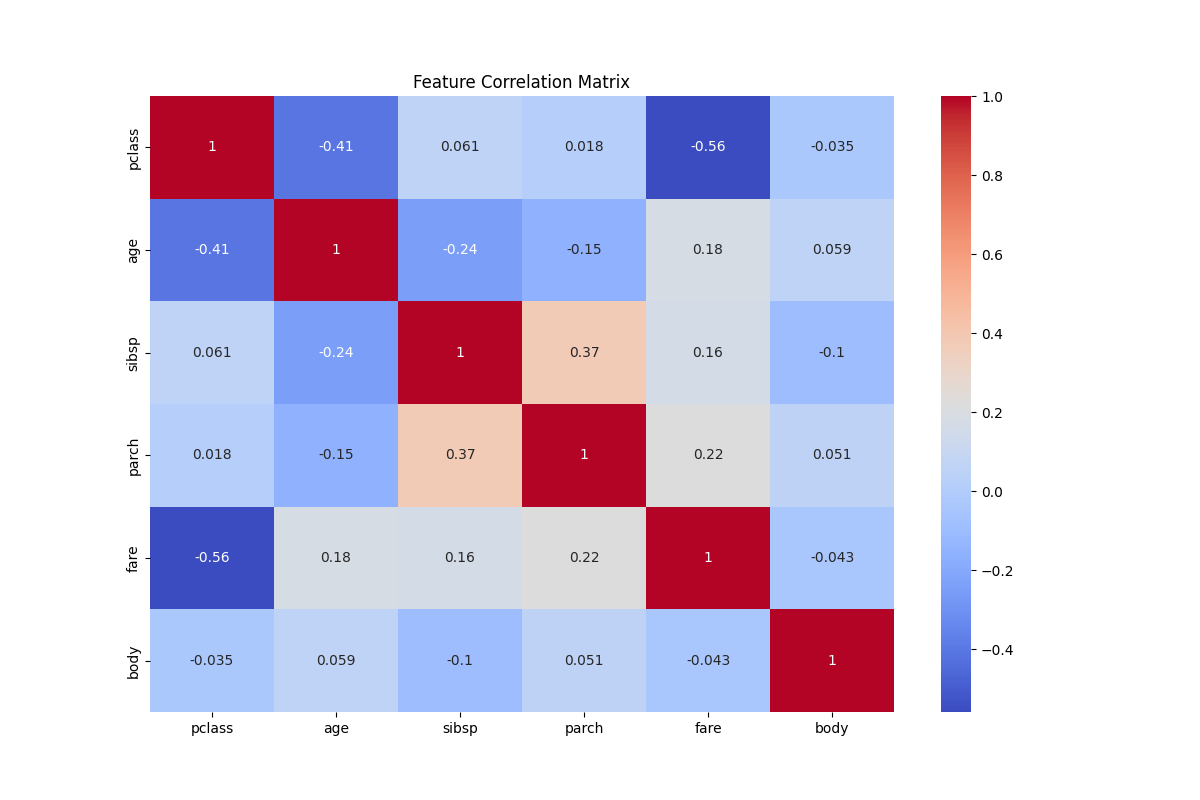 Feature Correlation Matrix
pclass 1 -0.41 0.061 0.018 -0.56 -0.035
age -0.41 1 -0.24 -0.15 0.18 0.059
sibsp 0.061 -0.24 1 0.37 0.16 -0.1
parch 0.018 -0.15 0.37 1 0.22 0.051
fare -0.56 0.18 0.16 0.22 1 -0.043
body -0.035 0.059 -0.1 0.051 -0.043 1
pclass age sibsp parch fare body
1.0
0.8
0.6
0.4
0.2
0.0
−0.2
−0.4